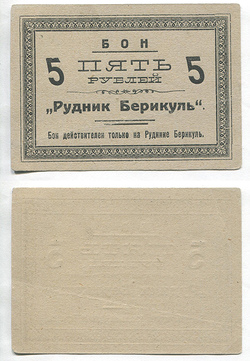 БОН
5 ПЯТЬ 5
РУБЛЕЙ
„Рудник Берикуль“.
Бон действителен только на Руднике Берикуль.